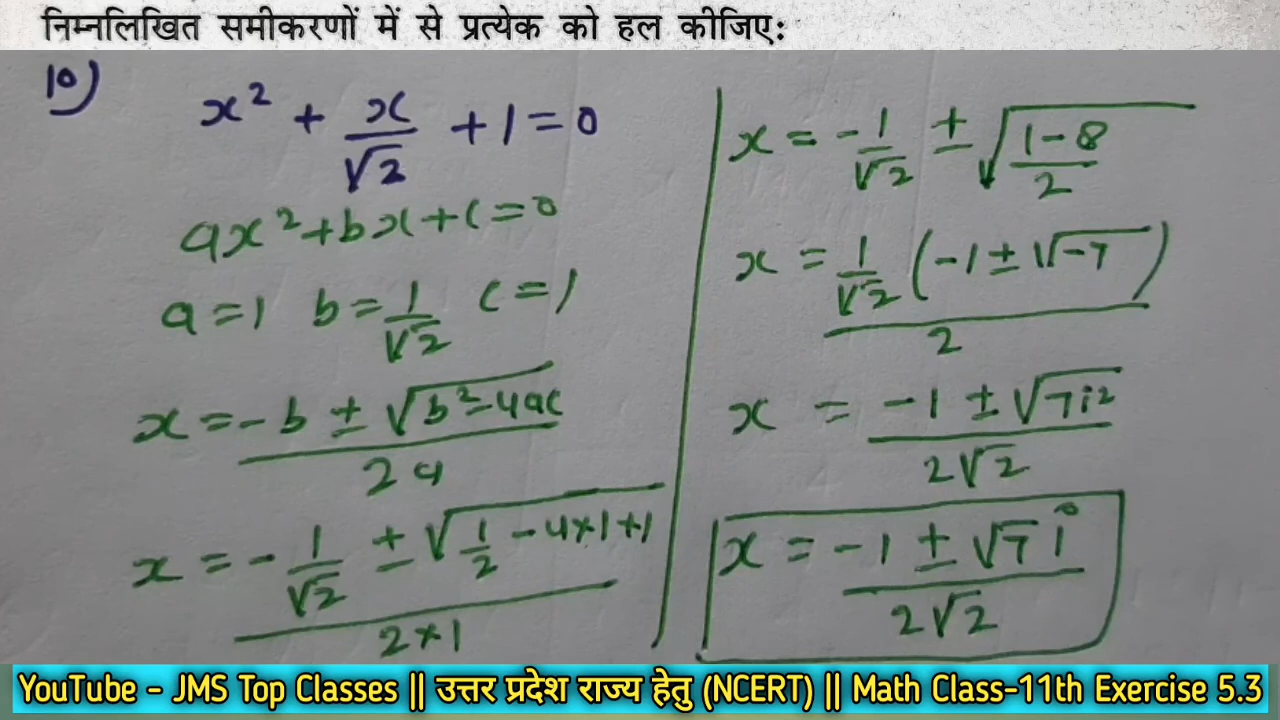 निम्नलिखित समीकरणों में से प्रत्येक को हल कीजिए:
10)
x² + x/√2 + 1 = 0
ax² + bx + c = 0
a = 1 b = 1/√2 c = 1
x = -b ± √b² - 4ac / 2a
x = -1/√2 ± √1/2 - 4×1×1 / 2×1
x = -1/√2 ± √1-8/2
x = 1/√2 (-1 ± √-7) / 2
x = -1 ± √7i² / 2√2
x = -1 ± √7 i / 2√2
YouTube - JMS Top Classes || उत्तर प्रदेश राज्य हेतु (NCERT) || Math Class-11th Exercise 5.3